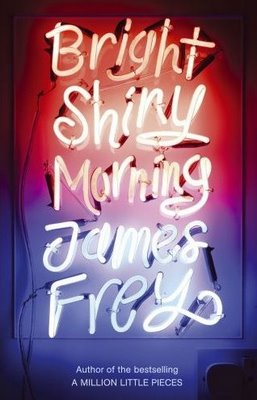 Bright
Shiny
Morning
James
Frey
Author of the bestselling
A MILLION LITTLE PIECES